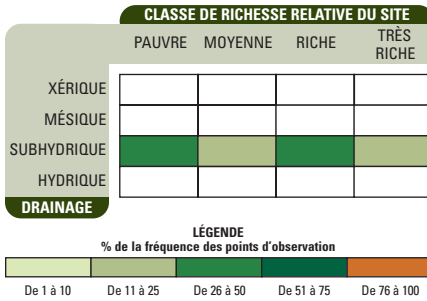 CLASSE DE RICHESSE RELATIVE DU SITE
PAUVRE MOYENNE RICHE TRÈS RICHE
XÉRIQUE
MÉSIQUE
SUBHYDRIQUE
HYDRIQUE
DRAINAGE
LÉGENDE
% de la fréquence des points d'observation
De 1 à 10 De 11 à 25 De 26 à 50 De 51 à 75 De 76 à 100